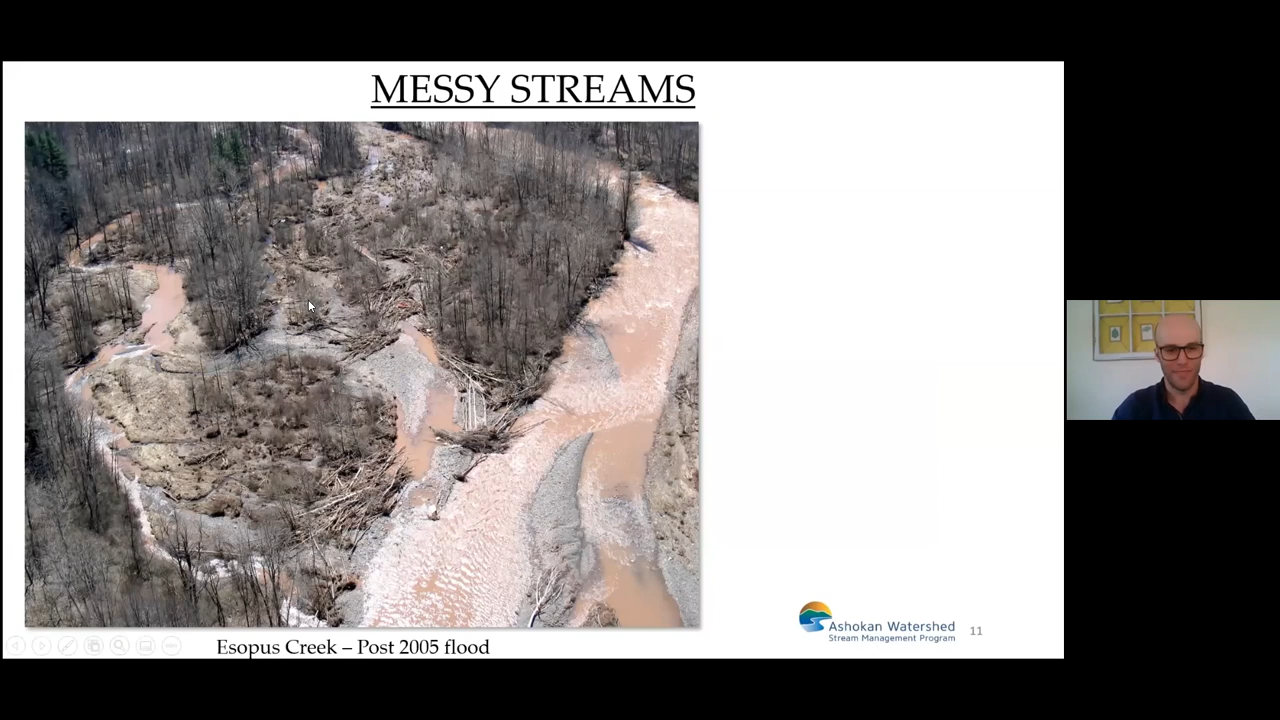 MESSY STREAMS
Esopus Creek – Post 2005 flood
Ashokan Watershed
Stream Management Program
11